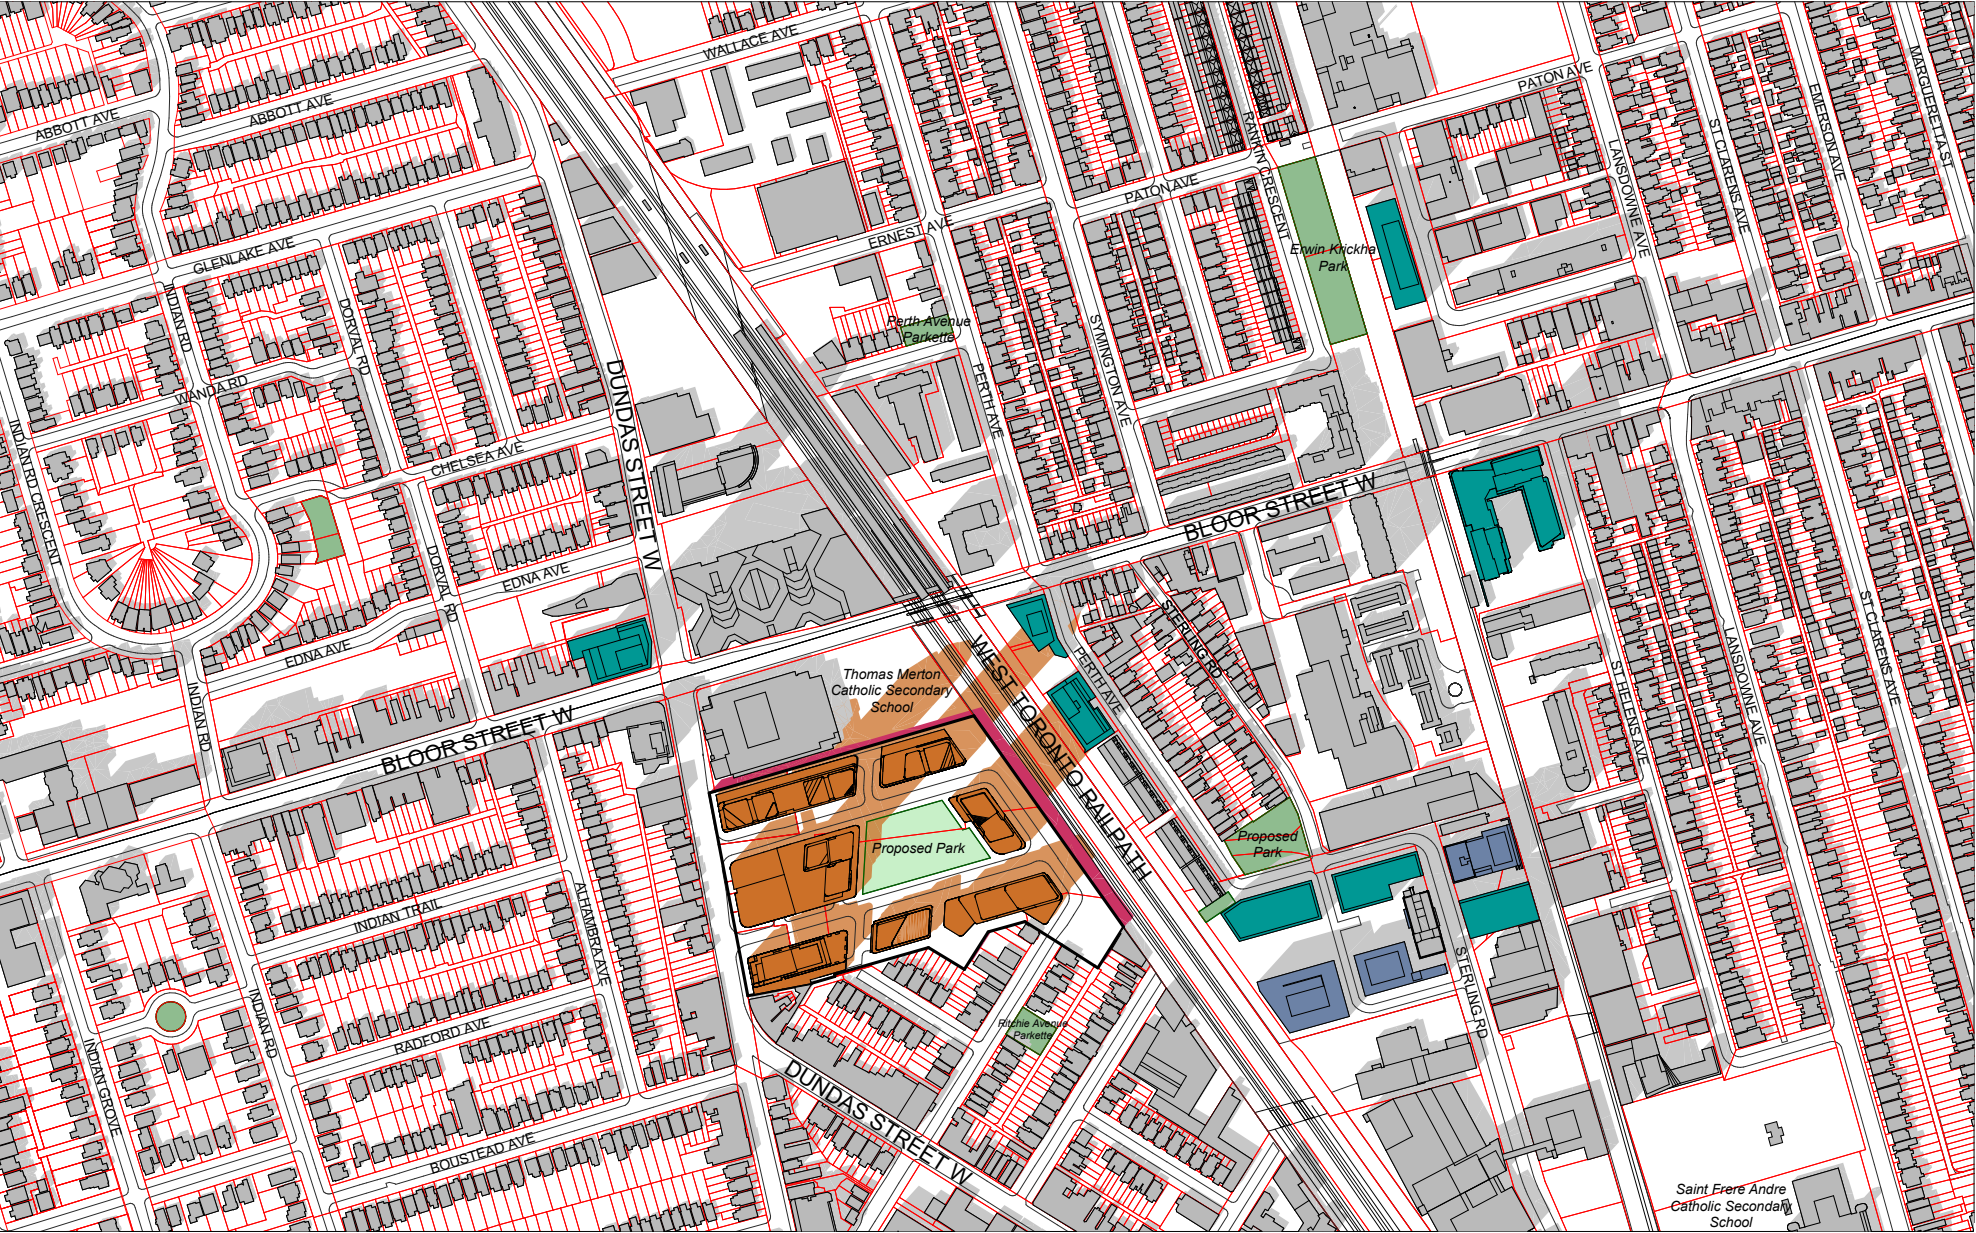 WALLACE AVE
ABBOTT AVE
ABBOTT AVE
PATON AVE
MARGUERETTA ST
EMERSON AVE
ST CLARENS AVE
LANSDOWNE AVE
RANKIN CRESCENT
PATON AVE
ERNEST AVE
GLENLAKE AVE
Erwin Krickha
Park
INDIAN RD
DORVAL RD
Perth Avenue
Parkette
SYMINGTON AVE
PERTH AVE
WANDA RD
DUNDAS STREET W
INDIAN RD CRESCENT
CHELSEA AVE
BLOOR STREET W
DORVAL RD
EDNA AVE
EDNA AVE
STERLING RD
ST CLARENS AVE
LANSDOWNE AVE
ST HELENS AVE
PERTH AVE
WEST TORONTO RAILPATH
Thomas Merton
Catholic Secondary
School
INDIAN RD
BLOOR STREET W
Proposed Park
Proposed
Park
ALHAMBRA AVE
INDIAN TRAIL
STERLING RD
INDIAN RD
RADFORD AVE
Ritchie Avenue
Parkette
INDIAN GROVE
DUNDAS STREET W
BOUSTEAD AVE
Saint Frere Andre
Catholic Secondary
School